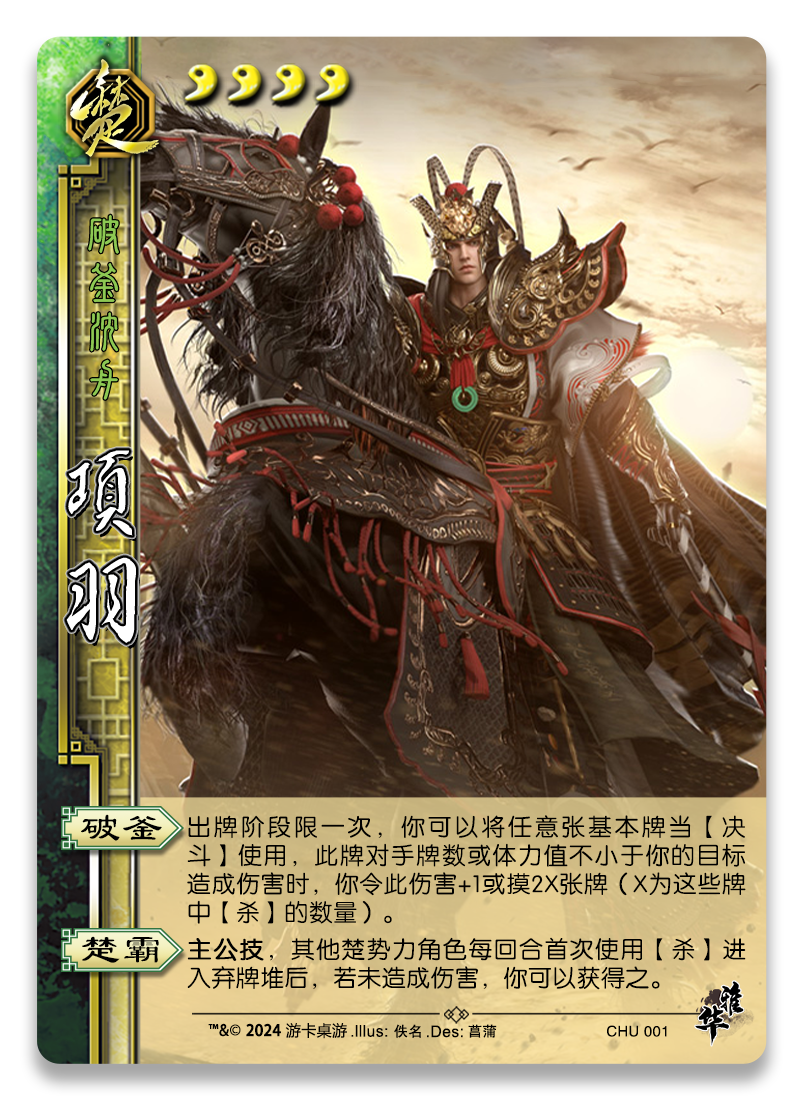 楚
破釜沈舟
項羽
破釜
出牌阶段限一次，你可以将任意张基本牌当【决
斗】使用，此牌对手牌数或体力值不小于你的目标
造成伤害时，你令此伤害+1或摸2X张牌（X为这些牌
中【杀】的数量）。
楚霸
主公技，其他楚势力角色每回合首次使用【杀】进
入弃牌堆后，若未造成伤害，你可以获得之。
™&© 2024 游卡桌游 .Illus: 佚名 .Des: 菖蒲
CHU 001
雅华